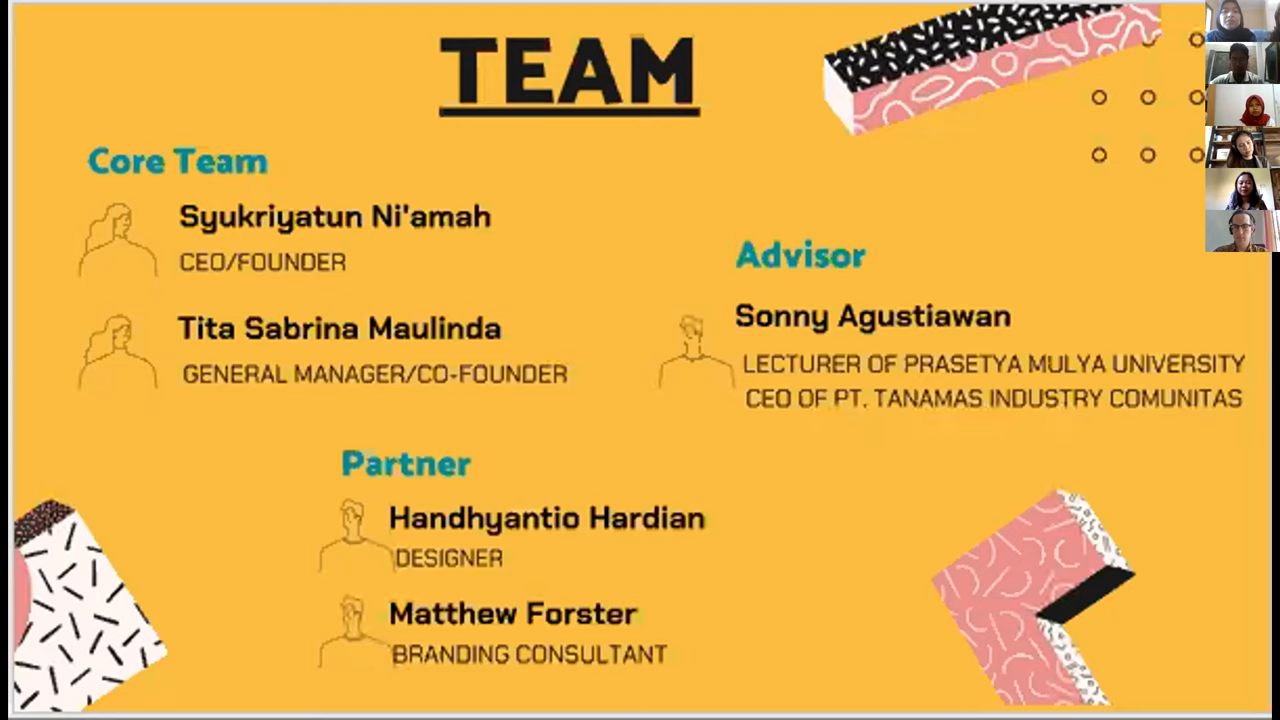 TEAM
Core Team
Syukriyatun Ni'amah
CEO/FOUNDER
Tita Sabrina Maulinda
GENERAL MANAGER/CO-FOUNDER
Advisor
Sonny Agustiawan
LECTURER OF PRASETYA MULYA UNIVERSITY
CEO OF PT. TANAMAS INDUSTRY COMUNITAS
Partner
Handhyantio Hardian
DESIGNER
Matthew Forster
BRANDING CONSULTANT